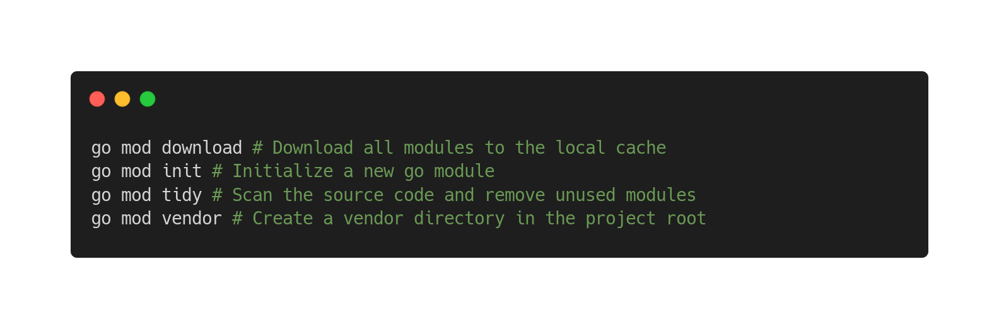 go mod download # Download all modules to the local cache
go mod init # Initialize a new go module
go mod tidy # Scan the source code and remove unused modules
go mod vendor # Create a vendor directory in the project root